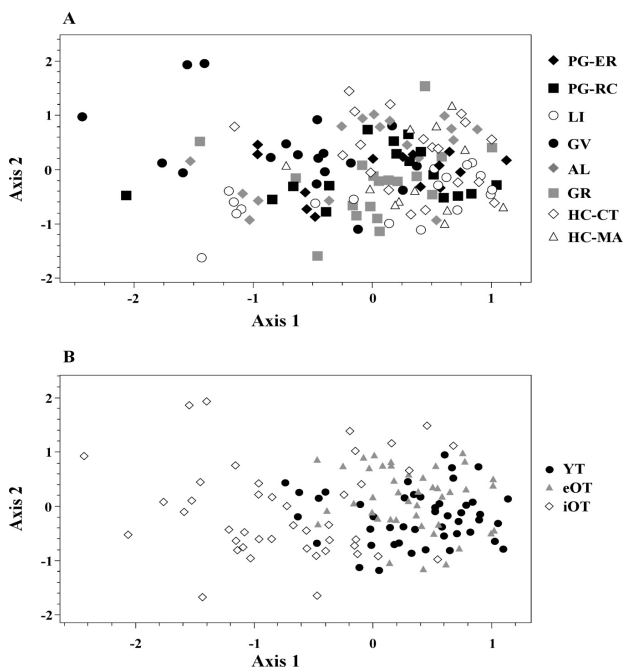 A
2
1
0
-1
-2
Axis 2
-2
-1
0
1
Axis 1
PG-ER
PG-RC
LI
GV
AL
GR
HC-CT
HC-MA
B
2
1
0
-1
-2
Axis 2
-2
-1
0
1
Axis 1
YT
eOT
iOT